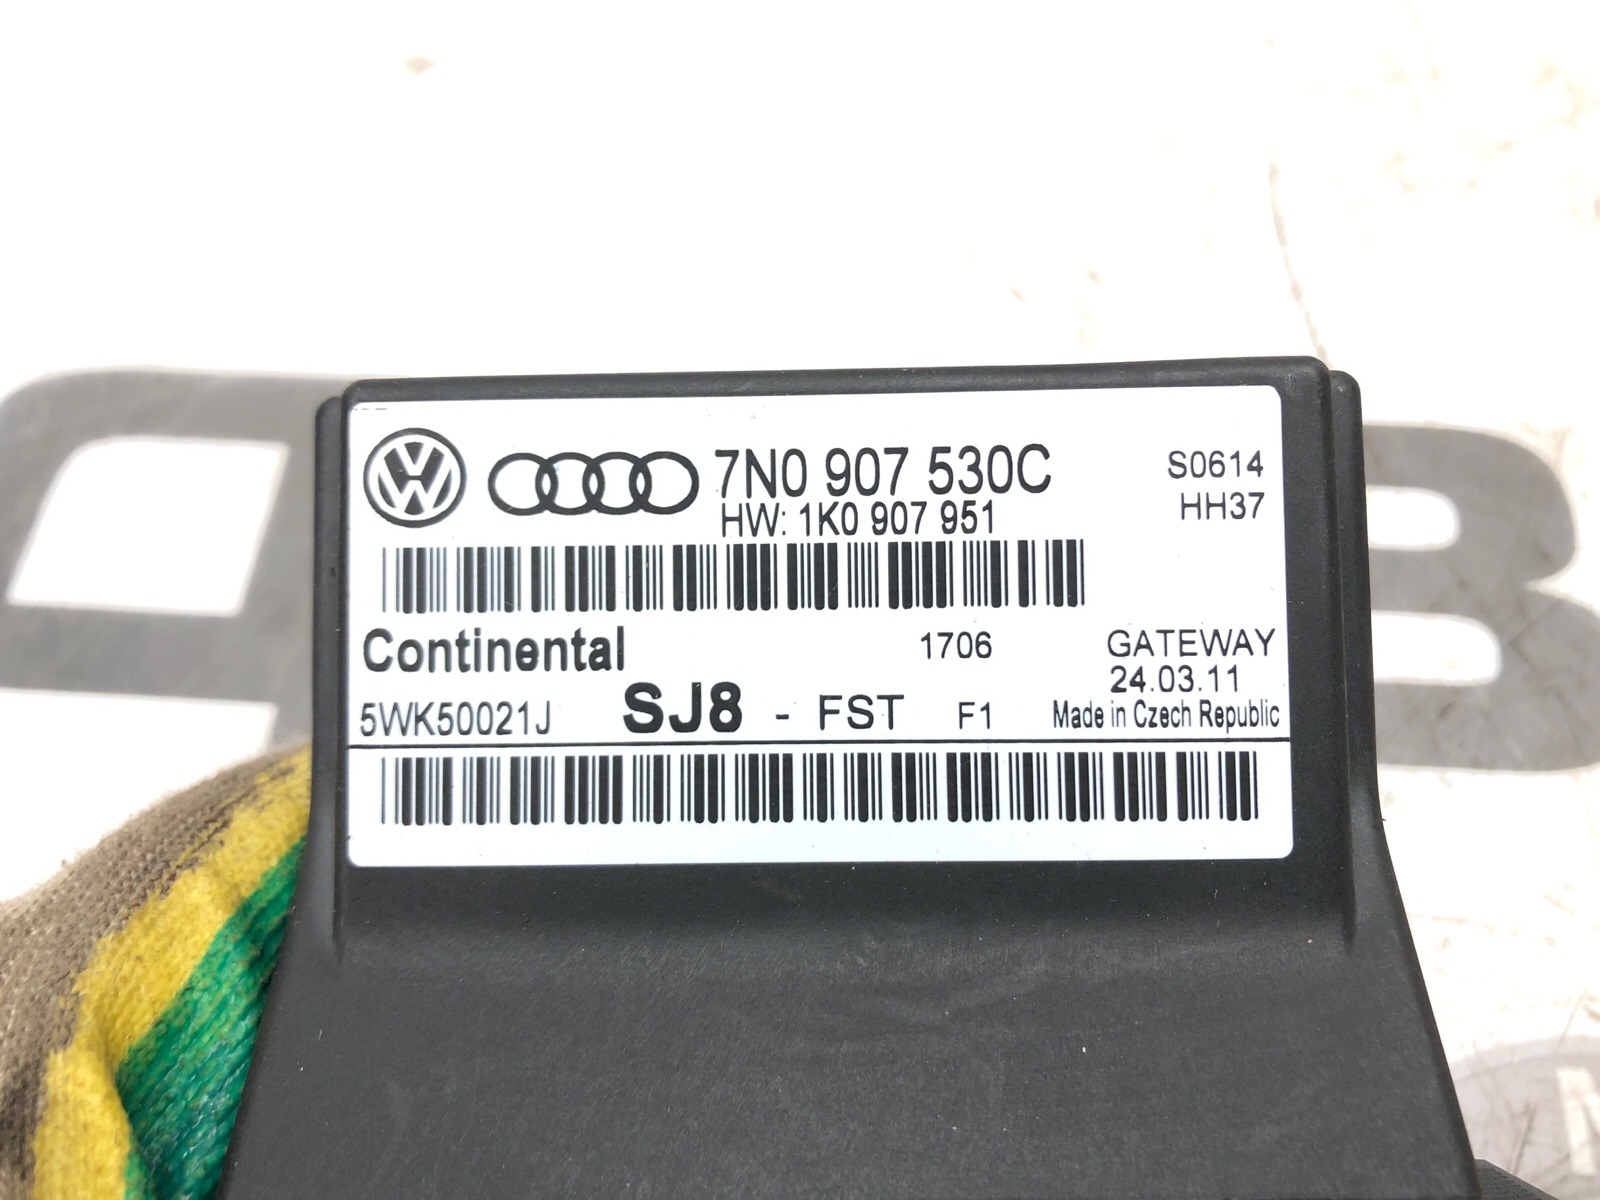 7N0 907 530C
HW: 1K0 907 951
S0614
HH37
Continental
1706
GATEWAY
24.03.11
5WK50021J SJ8 - FST F1 Made in Czech Republic